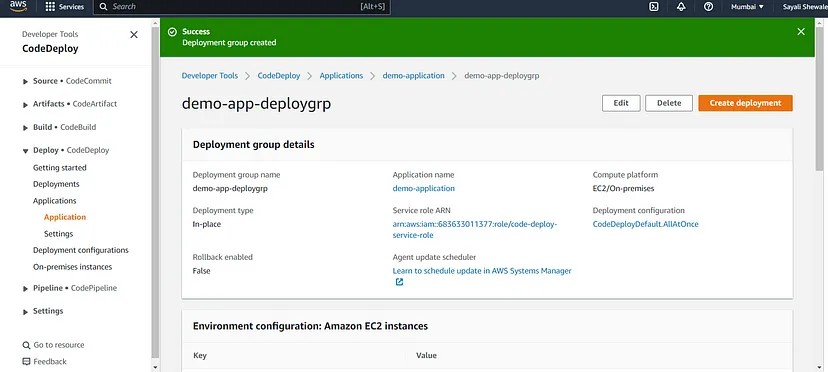 aws
Services
Search
[Alt+S]
Mumbai
Sayali Shewale
Developer Tools
CodeDeploy
Source • CodeCommit
Artifacts • CodeArtifact
Build • CodeBuild
Deploy • CodeDeploy
Getting started
Deployments
Applications
Application
Settings
Deployment configurations
On-premises instances
Pipeline • CodePipeline
Settings
Go to resource
Feedback
Success
Deployment group created
Developer Tools
CodeDeploy
Applications
demo-application
demo-app-deploygrp
demo-app-deploygrp
Edit
Delete
Create deployment
Deployment group details
Deployment group name
demo-app-deploygrp
Application name
demo-application
Compute platform
EC2/On-premises
Deployment type
In-place
Service role ARN
arn:aws:iam::683633011377:role/code-deploy-
service-role
Deployment configuration
CodeDeployDefault.AllAtOnce
Rollback enabled
False
Agent update scheduler
Learn to schedule update in AWS Systems Manager
Environment configuration: Amazon EC2 instances
Key
Value